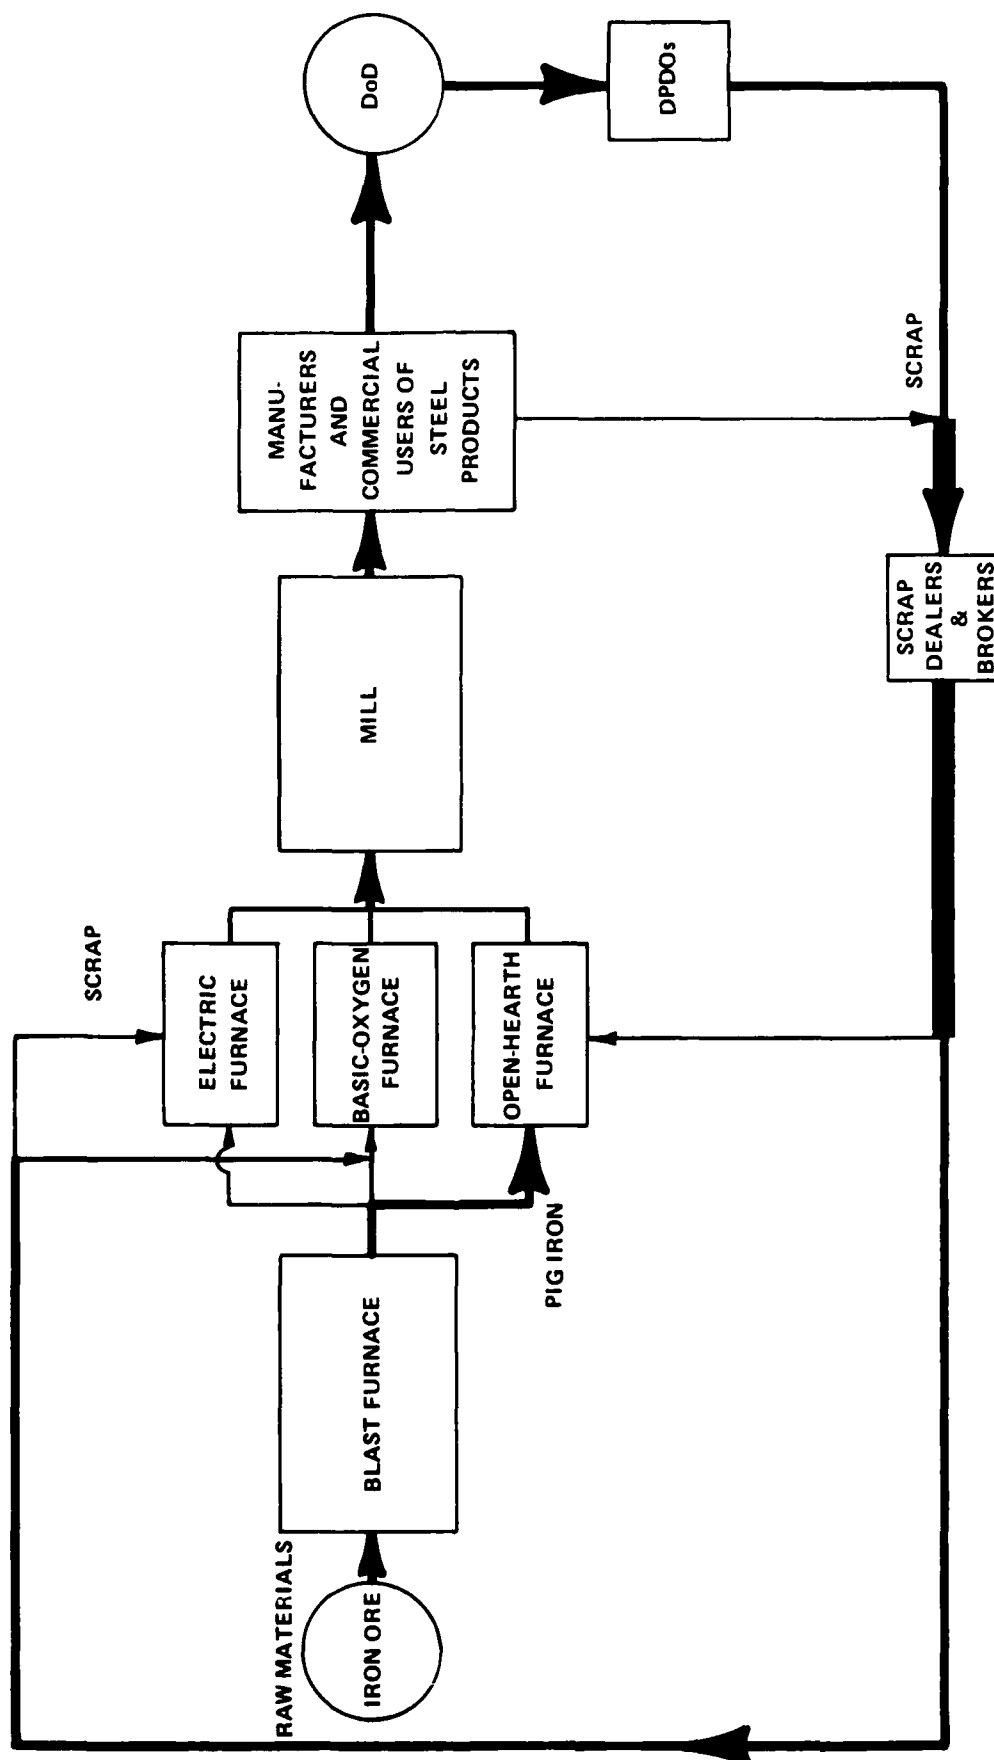 RAW MATERIALS
IRON ORE
BLAST FURNACE
PIG IRON
SCRAP
ELECTRIC
FURNACE
BASIC-OXYGEN
FURNACE
OPEN-HEARTH
FURNACE
MILL
MANU-
FACTURERS
AND
COMMERCIAL
USERS OF
STEEL
PRODUCTS
DoD
DPDOs
SCRAP
SCRAP
DEALERS
&
BROKERS